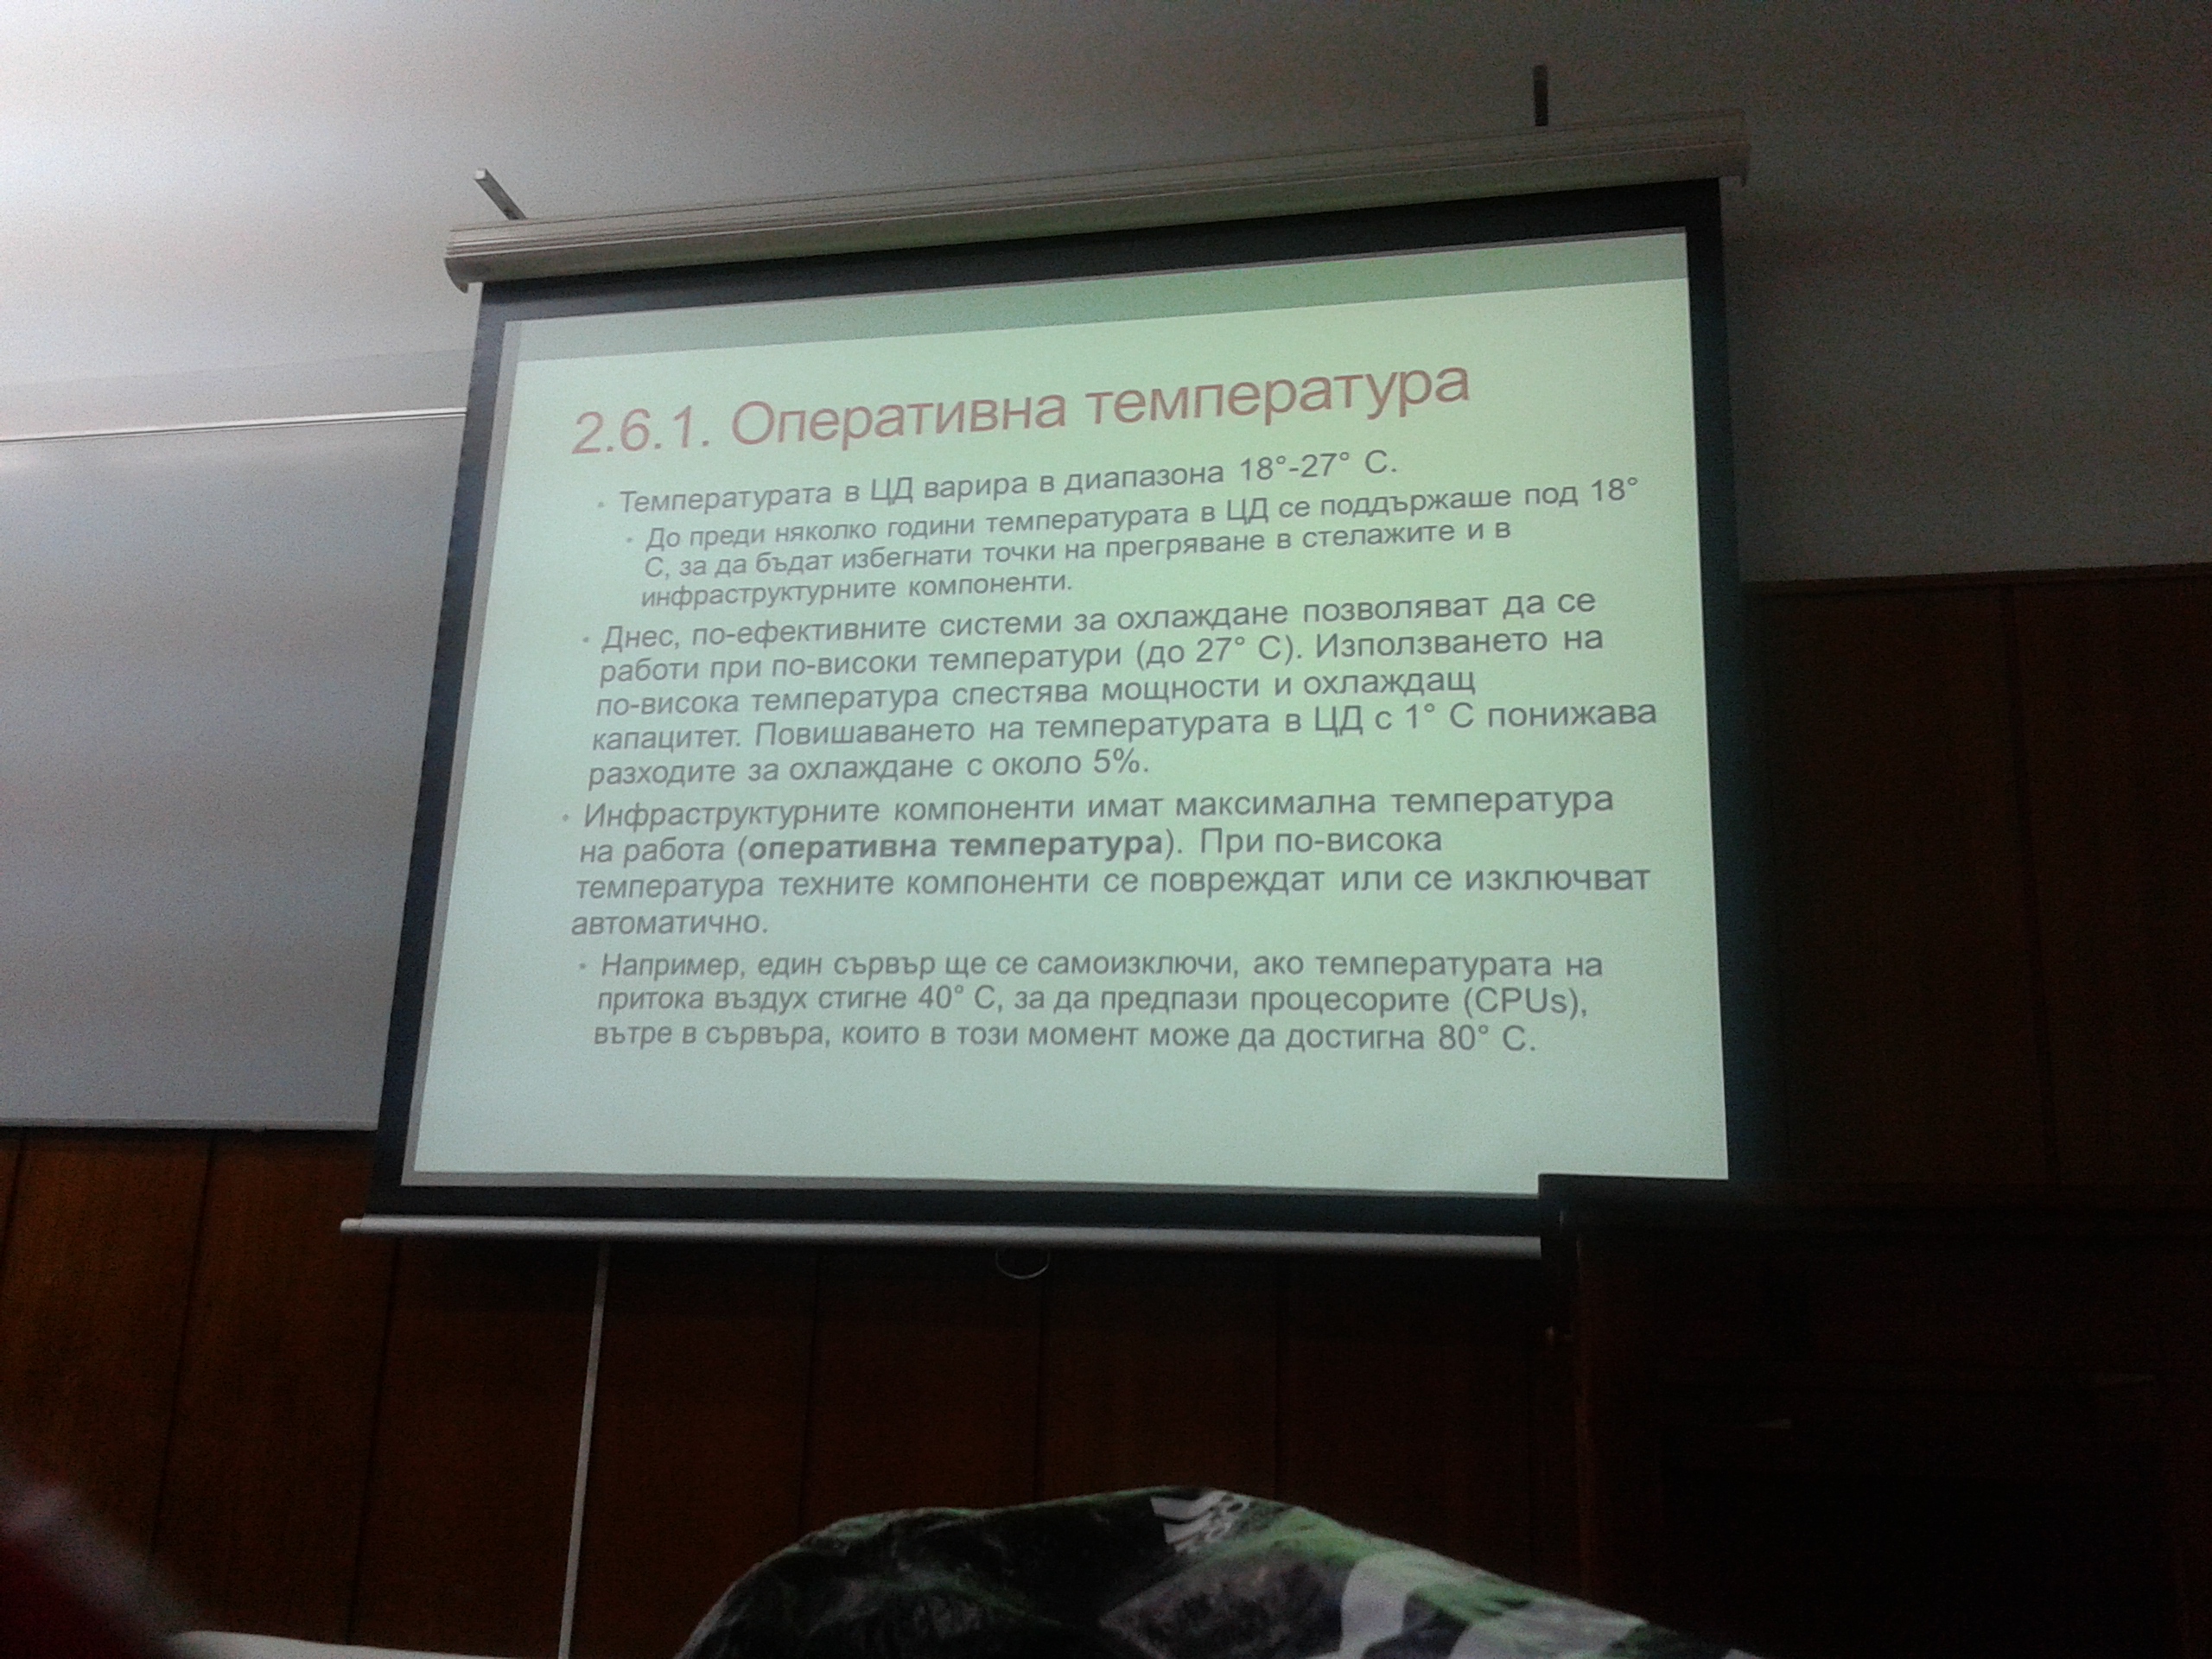 2.6.1. Оперативна температура
• Температурата в ЦД варира в диапазона 18°-27° C.
• До преди няколко години температурата в ЦД се поддържаше под 18°
C, за да бъдат избегнати точки на прегряване в стелажите и в
инфраструктурните компоненти.
• Днес, по-ефективните системи за охлаждане позволяват да се
работи при по-високи температури (до 27° C). Използването на
по-висока температура спестява мощности и охлаждащ
капацитет. Повишаването на температурата в ЦД с 1° C понижава
разходите за охлаждане с около 5%.
• Инфраструктурните компоненти имат максимална температура
на работа (оперативна температура). При по-висока
температура техните компоненти се повреждат или се изключват
автоматично.
• Например, един сървър ще се самоизключи, ако температурата на
притока въздух стигне 40° C, за да предпази процесорите (CPUs),
вътре в сървъра, които в този момент може да достигна 80° C.